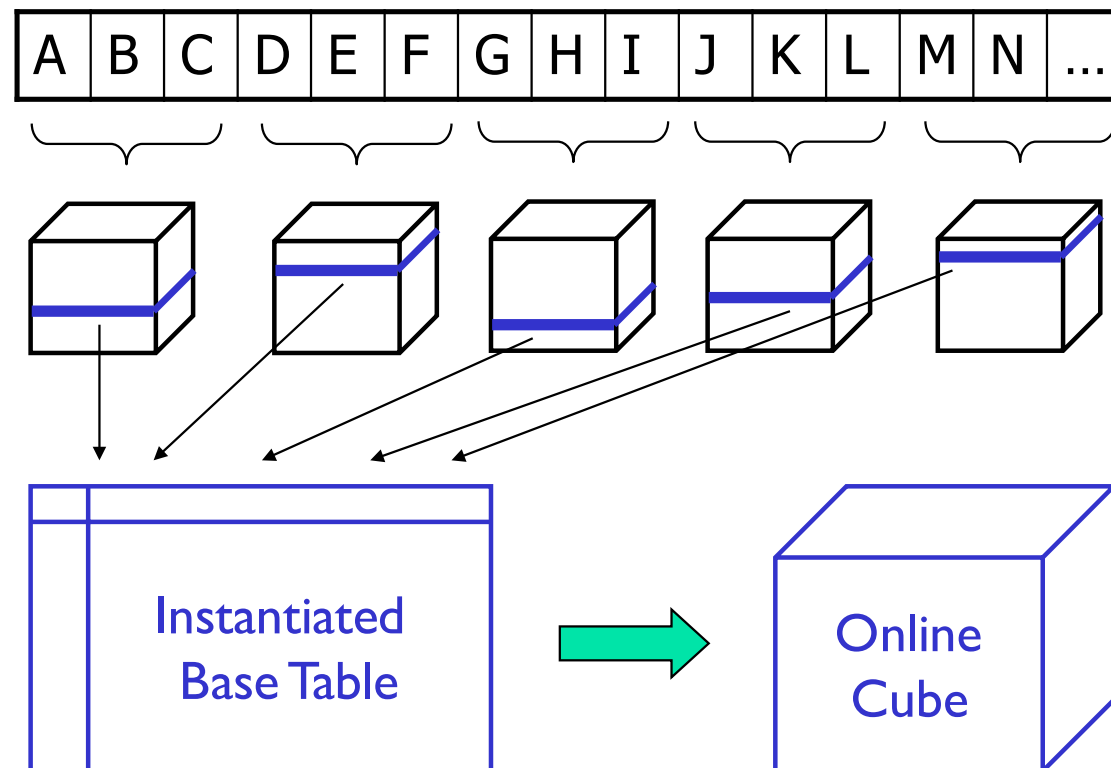 A B C D E F G H I J K L M N ...
Instantiated
Base Table
Online
Cube